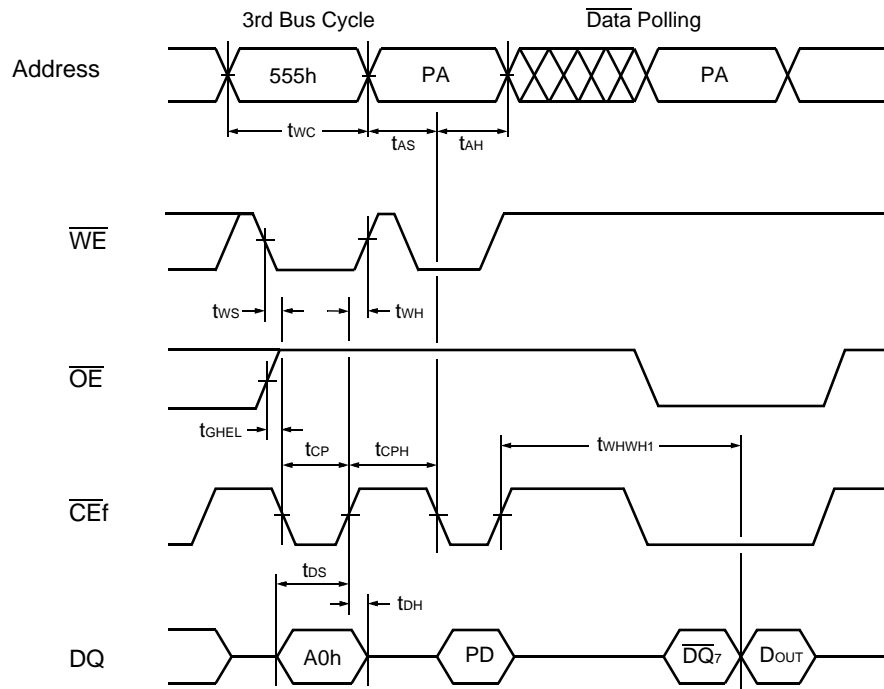 3rd Bus Cycle
Data Polling
Address
555h
PA
PA
tWC
tAS
tAH
WE
tWS
tWH
OE
tGHEL
tCP
tCPH
tWHWH1
CEf
tDS
tDH
DQ
A0h
PD
DQ7
DOUT